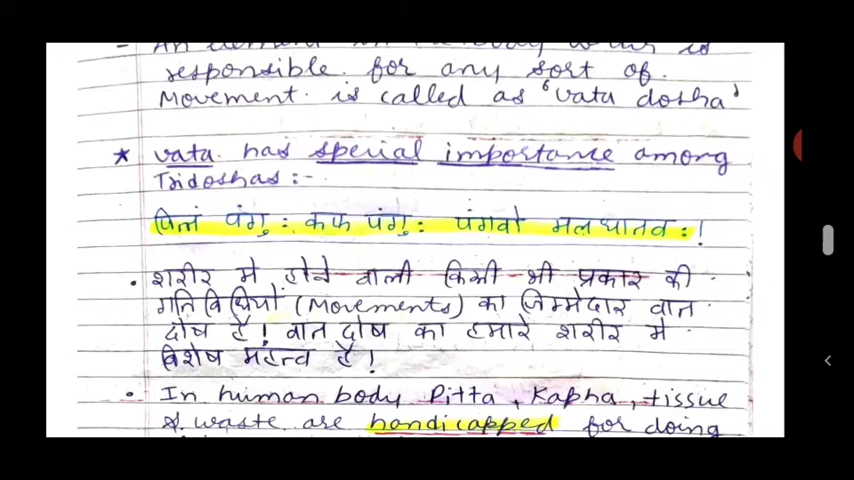 responsible for any sort of
Movement is called as 'vata dosha'
★ vata has special importance among
Tridoshas :-
पित्तं पंगु : कफ पंगु : पंगवो मलधातव : !
• शरीर मे होने वाली किसी भी प्रकार की
गतिविधियों (Movements) का जिम्मेदार वात
दोष है ! वात दोष का हमारे शरीर मे
विशेष महत्त्व है !
• In human body Pitta, Kapha, tissue
& waste are handicapped for doing